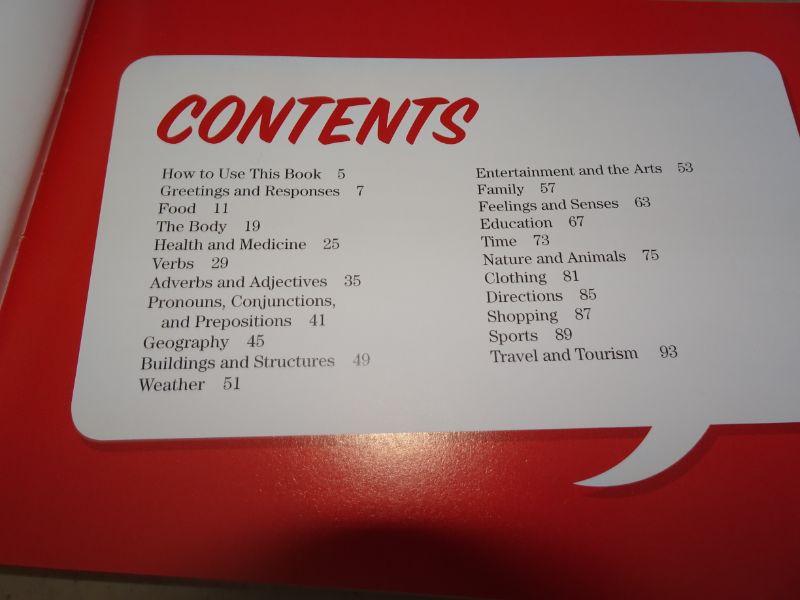 CONTENTS
How to Use This Book 5
Greetings and Responses 7
Food 11
The Body 19
Health and Medicine 25
Verbs 29
Adverbs and Adjectives 35
Pronouns, Conjunctions,
and Prepositions 41
Geography 45
Buildings and Structures 49
Weather 51
Entertainment and the Arts 53
Family 57
Feelings and Senses 63
Education 67
Time 73
Nature and Animals 75
Clothing 81
Directions 85
Shopping 87
Sports 89
Travel and Tourism 93